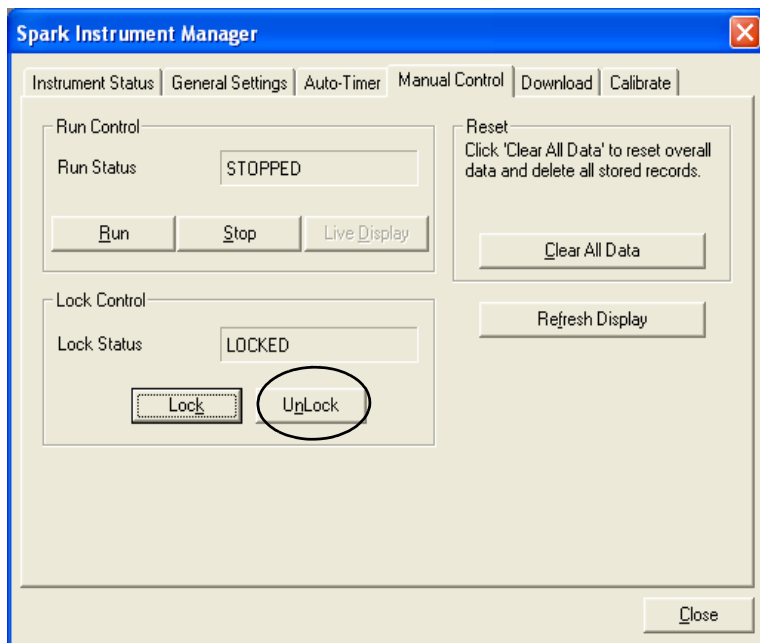 Spark Instrument Manager
Instrument Status General Settings Auto-Timer Manual Control Download Calibrate
Run Control
Run Status STOPPED
Run Stop Live Display
Lock Control
Lock Status LOCKED
Lock UnLock
Reset
Click 'Clear All Data' to reset overall
data and delete all stored records.
Clear All Data
Refresh Display
Close